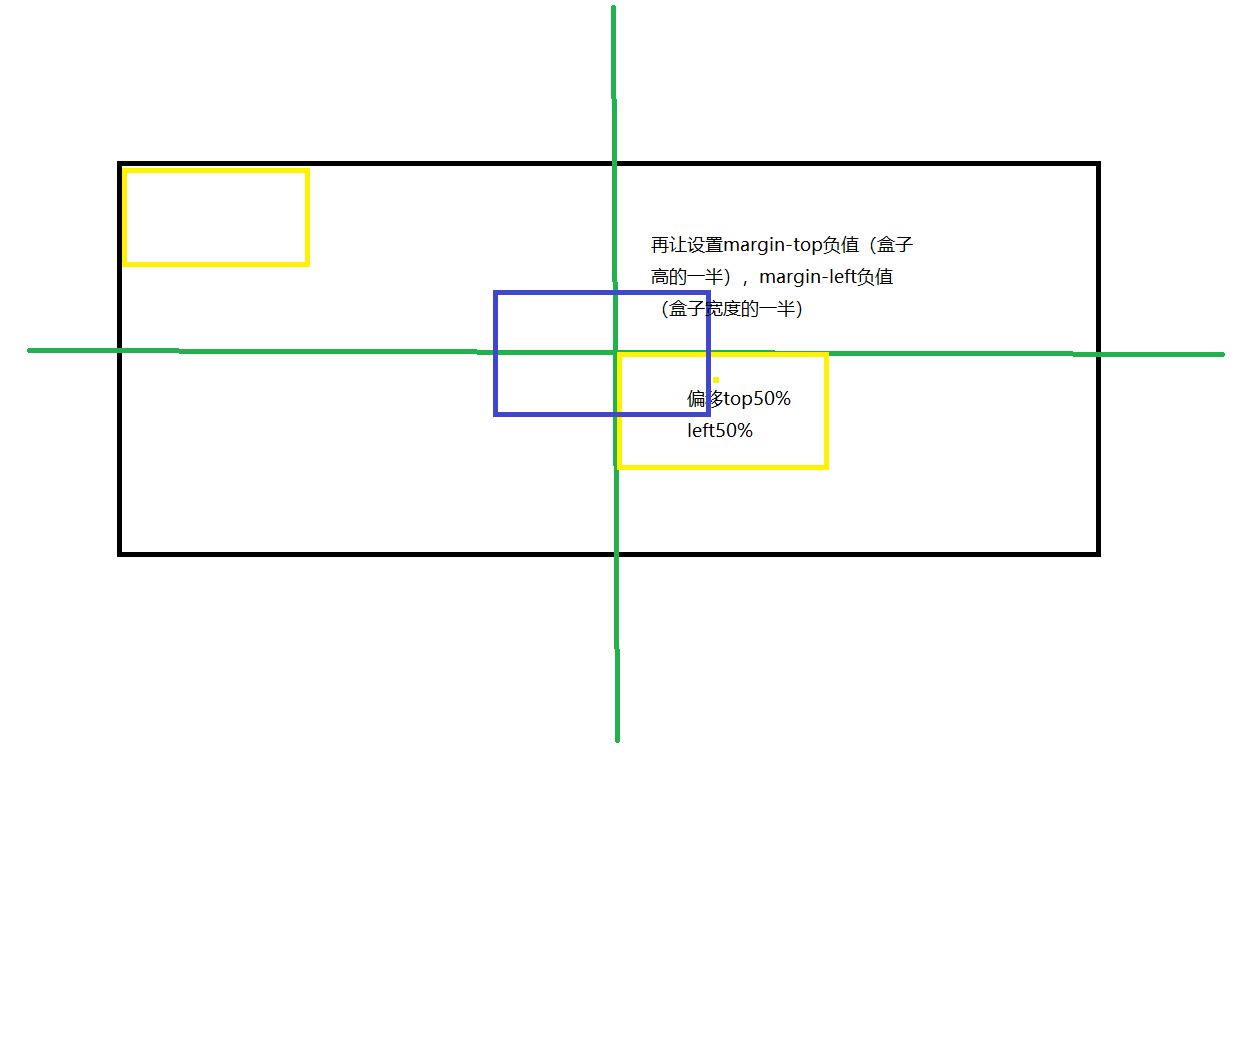 再让设置margin-top负值（盒子
高的一半），margin-left负值
（盒子宽度的一半）
偏移top50%
left50%